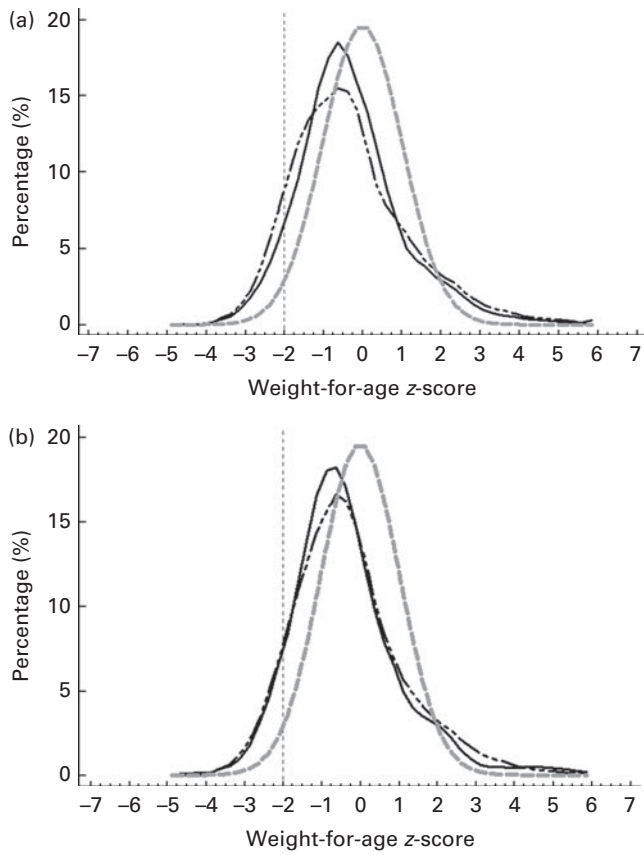 (a)
20
15
10
5
0
Percentage (%)
–7 –6 –5 –4 –3 –2 –1 0 1 2 3 4 5 6 7
Weight-for-age z-score
(b)
20
15
10
5
0
Percentage (%)
–7 –6 –5 –4 –3 –2 –1 0 1 2 3 4 5 6 7
Weight-for-age z-score